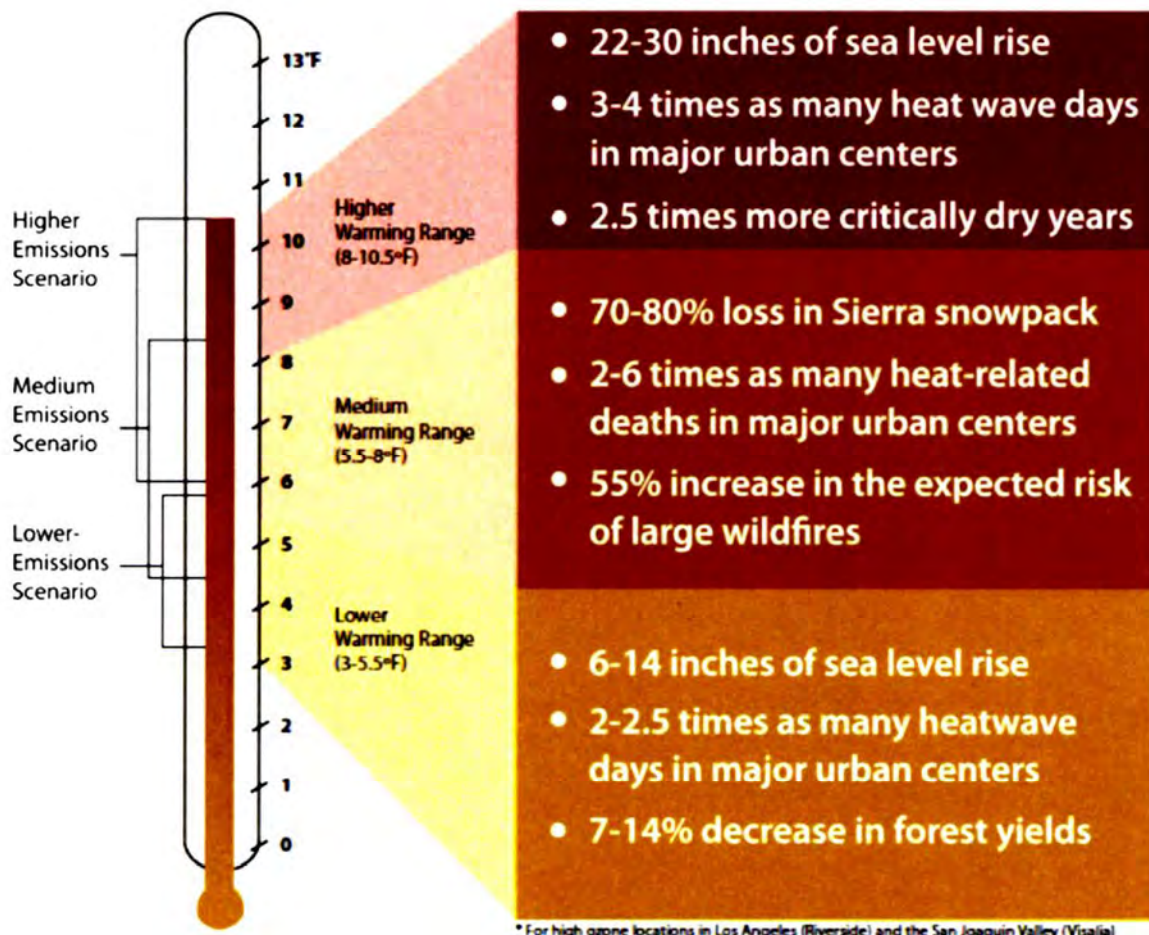 13°F
12
11
10
9
8
7
6
5
4
3
2
1
0
Higher
Emissions
Scenario
Medium
Emissions
Scenario
Lower-
Emissions
Scenario
Higher
Warming Range
(8-10.5°F)
Medium
Warming Range
(5.5-8°F)
Lower
Warming Range
(3-5.5°F)
• 22-30 inches of sea level rise
• 3-4 times as many heat wave days
in major urban centers
• 2.5 times more critically dry years
• 70-80% loss in Sierra snowpack
• 2-6 times as many heat-related
deaths in major urban centers
• 55% increase in the expected risk
of large wildfires
• 6-14 inches of sea level rise
• 2-2.5 times as many heatwave
days in major urban centers
• 7-14% decrease in forest yields
* For high ozone locations in Los Angeles (Riverside) and the San Joaquin Valley (Visalia)